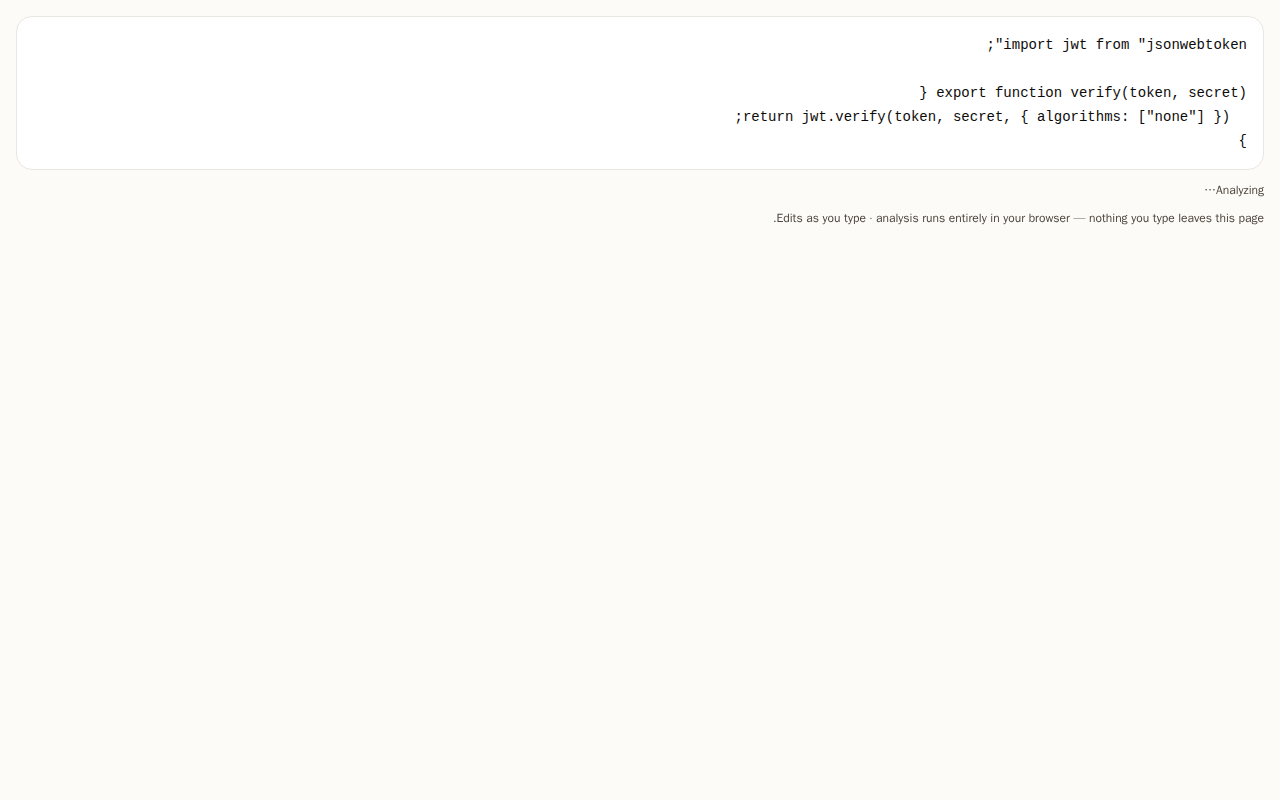 import jwt from "jsonwebtoken";
export function verify(token, secret) {
return jwt.verify(token, secret, { algorithms: ["none"] });
}
Analyzing…
Edits as you type · analysis runs entirely in your browser — nothing you type leaves this page.